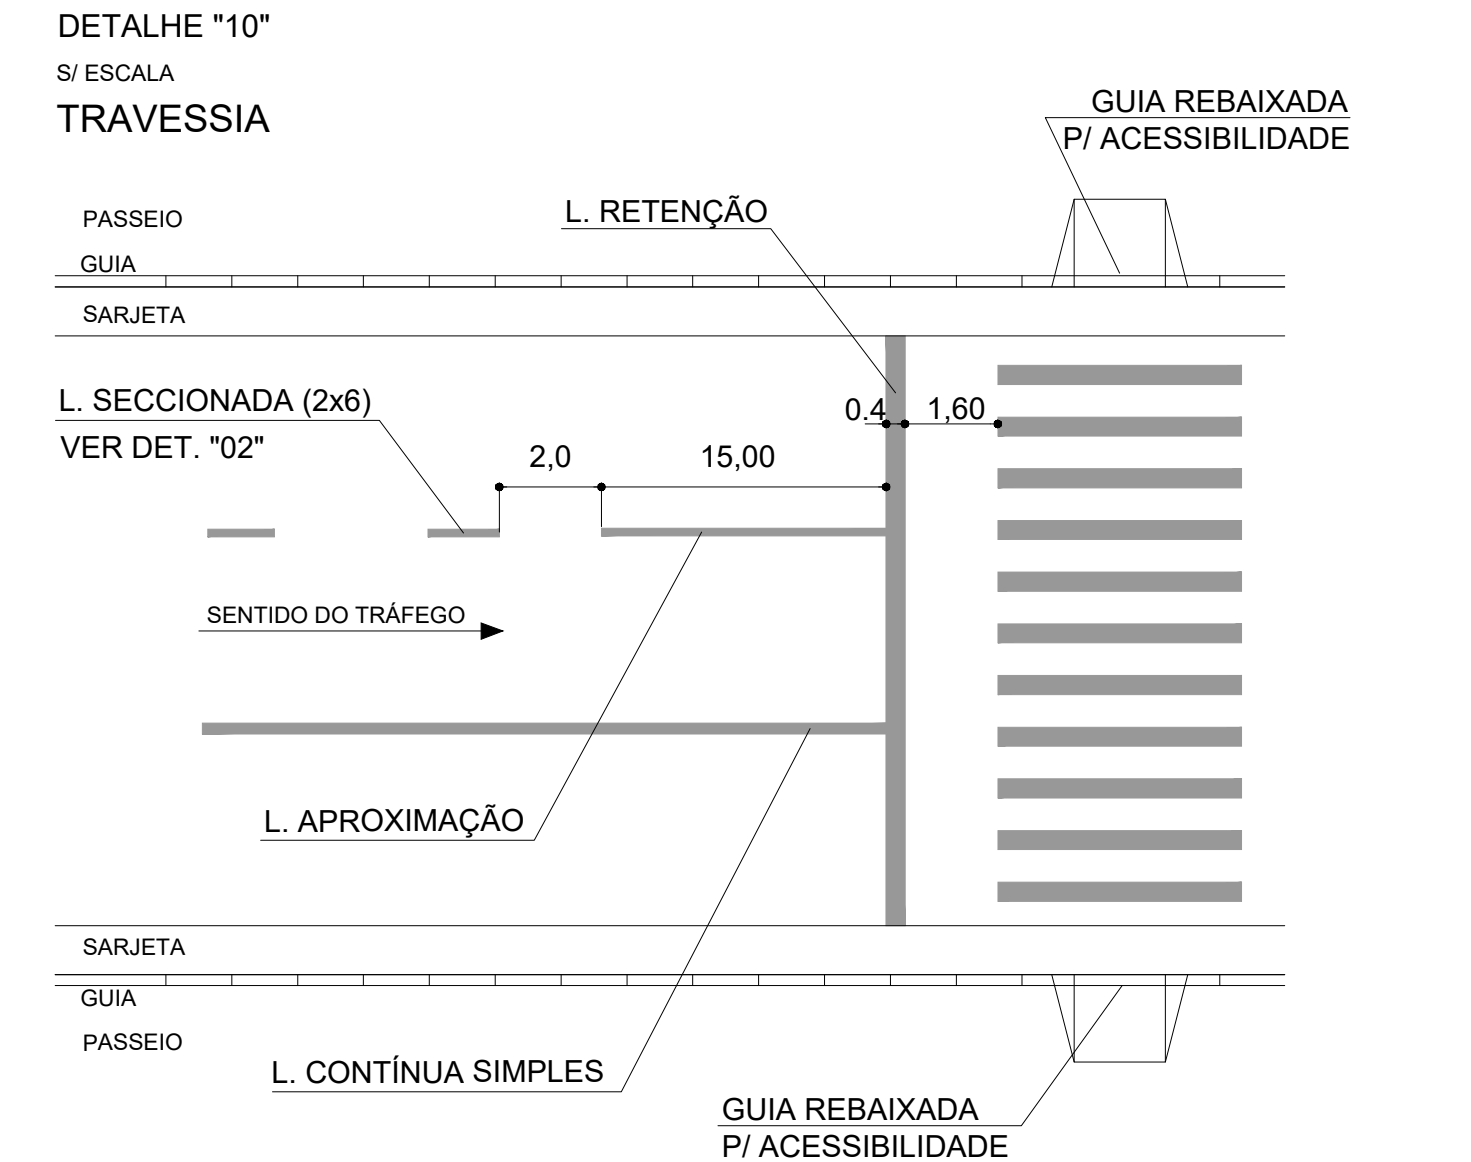 DETALHE "10"
S/ ESCALA
TRAVESSIA
GUIA REBAIXADA
P/ ACESSIBILIDADE
PASSEIO
L. RETENÇÃO
GUIA
SARJETA
L. SECCIONADA (2x6)
VER DET. "02"
0.4
1,60
2,0
15,00
SENTIDO DO TRÁFEGO
L. APROXIMAÇÃO
SARJETA
GUIA
PASSEIO
L. CONTÍNUA SIMPLES
GUIA REBAIXADA
P/ ACESSIBILIDADE